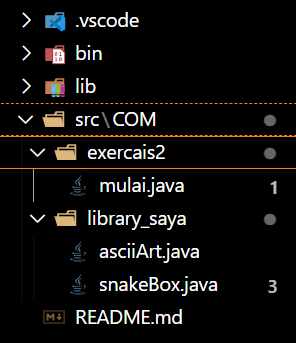 .vscode
bin
lib
src\COM
exercais2
mulai.java 1
library_saya
asciiArt.java
snakeBox.java 3
README.md